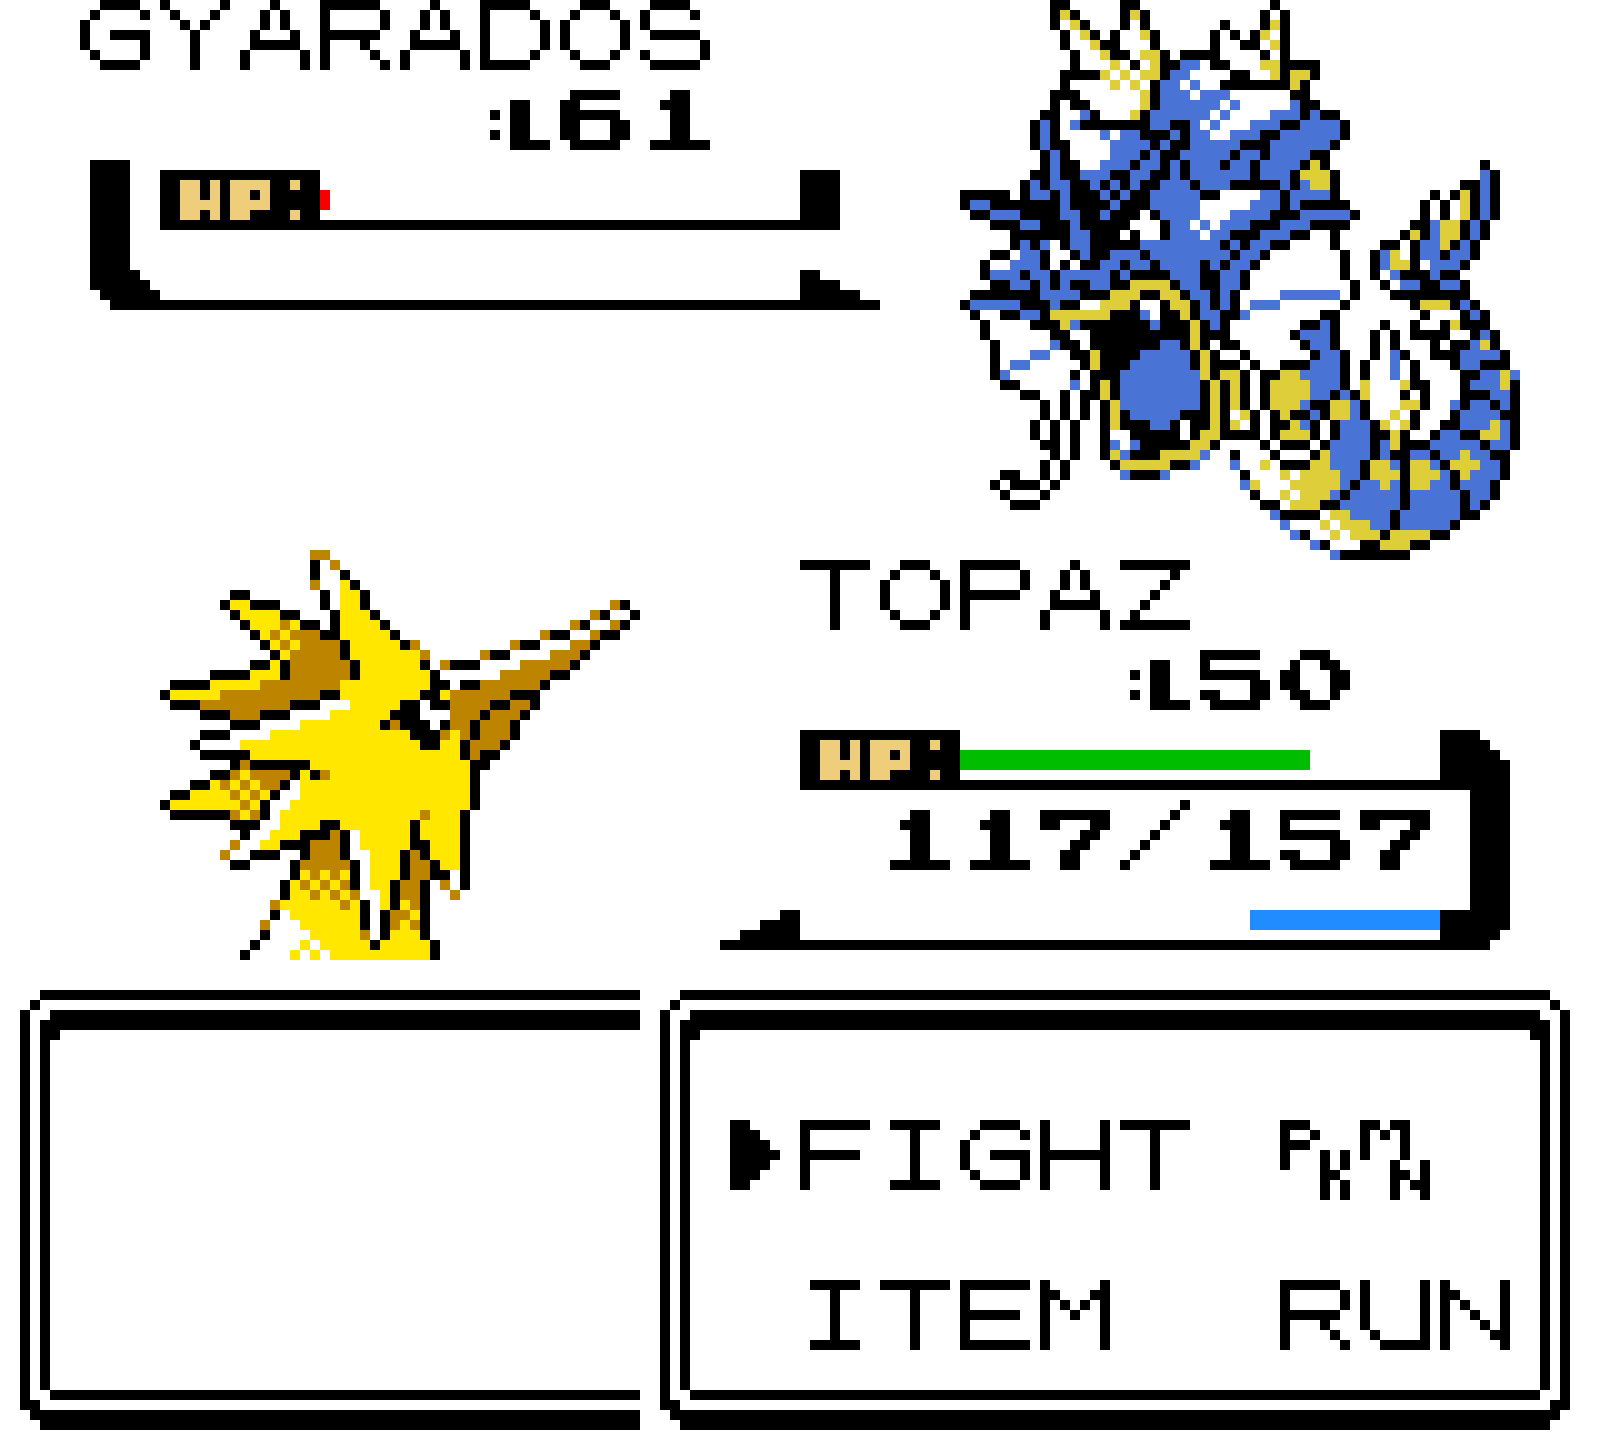 GYARADOS
:L61
HP:
TOPAZ
:L50
HP:
117/157
▶FIGHT PKMN
ITEM RUN